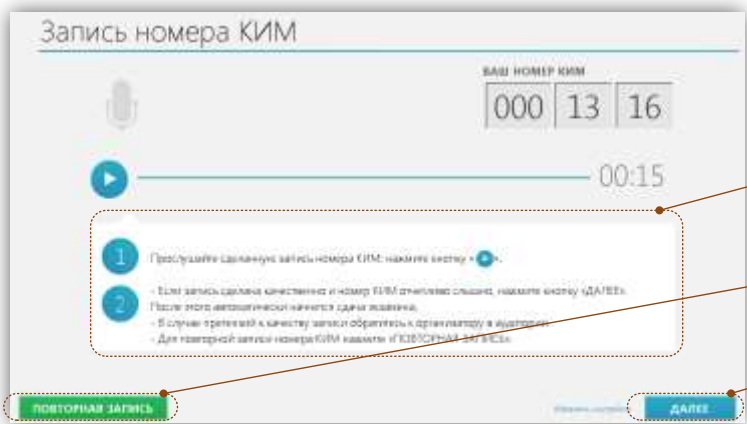 Запись номера КИМ
ВАШ НОМЕР КИМ
000 13 16
00:15
1 Прослушайте сделанную запись номера КИМ: нажмите кнопку « ».
2 - Если запись сделана качественно и номер КИМ отчетливо слышно, нажмите кнопку «ДАЛЕЕ».
После этого автоматически начнется сдача экзамена.
- В случае претензий к качеству записи обратитесь к организатору в аудитории.
- Для повторной записи номера КИМ нажмите «ПОВТОРНАЯ ЗАПИСЬ».
ПОВТОРНАЯ ЗАПИСЬ
ДАЛЕЕ